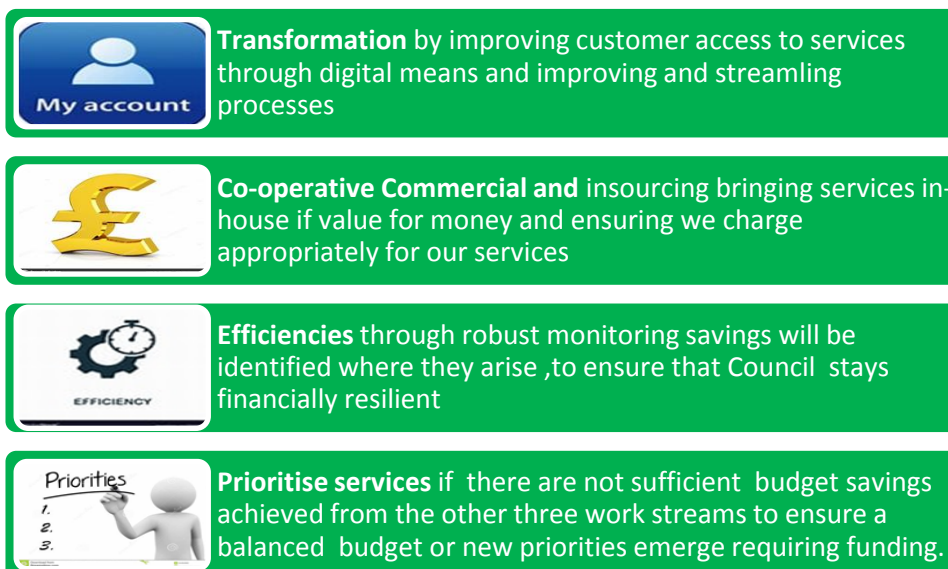 My account
Transformation by improving customer access to services
through digital means and improving and streamling
processes
Co-operative Commercial and insourcing bringing services in-
house if value for money and ensuring we charge
appropriately for our services
EFFICIENCY
Efficiencies through robust monitoring savings will be
identified where they arise ,to ensure that Council stays
financially resilient
Priorities
1.
2.
3.
Prioritise services if there are not sufficient budget savings
achieved from the other three work streams to ensure a
balanced budget or new priorities emerge requiring funding.